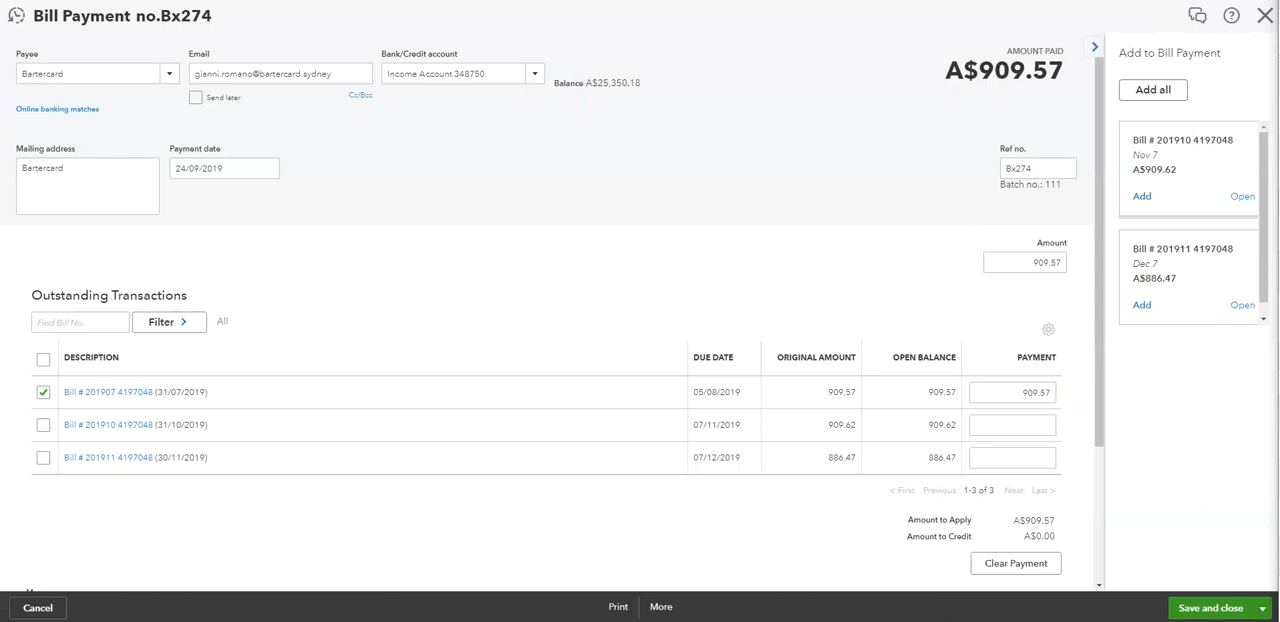 Bill Payment no.Bx274
Payee
Email
Bank/Credit account
AMOUNT PAID
Bartercard
gianni.romano@bartercard.sydney
Income Account 348750
Balance A$25,350.18
A$909.57
Send later
Cc/Bcc
Online banking matches
Mailing address
Payment date
Ref no.
Bartercard
24/09/2019
Bx274
Batch no.: 111
Amount
909.57
Outstanding Transactions
Find Bill No.
Filter >
All
DESCRIPTION DUE DATE ORIGINAL AMOUNT OPEN BALANCE PAYMENT
Bill # 201907 4197048 (31/07/2019) 05/08/2019 909.57 909.57 909.57
Bill # 201910 4197048 (31/10/2019) 07/11/2019 909.62 909.62
Bill # 201911 4197048 (30/11/2019) 07/12/2019 886.47 886.47
< First Previous 1-3 of 3 Next Last >
Amount to Apply A$909.57
Amount to Credit A$0.00
Clear Payment
Add to Bill Payment
Add all
Bill # 201910 4197048
Nov 7
A$909.62
Add Open
Bill # 201911 4197048
Dec 7
A$886.47
Add Open
Cancel
Print
More
Save and close